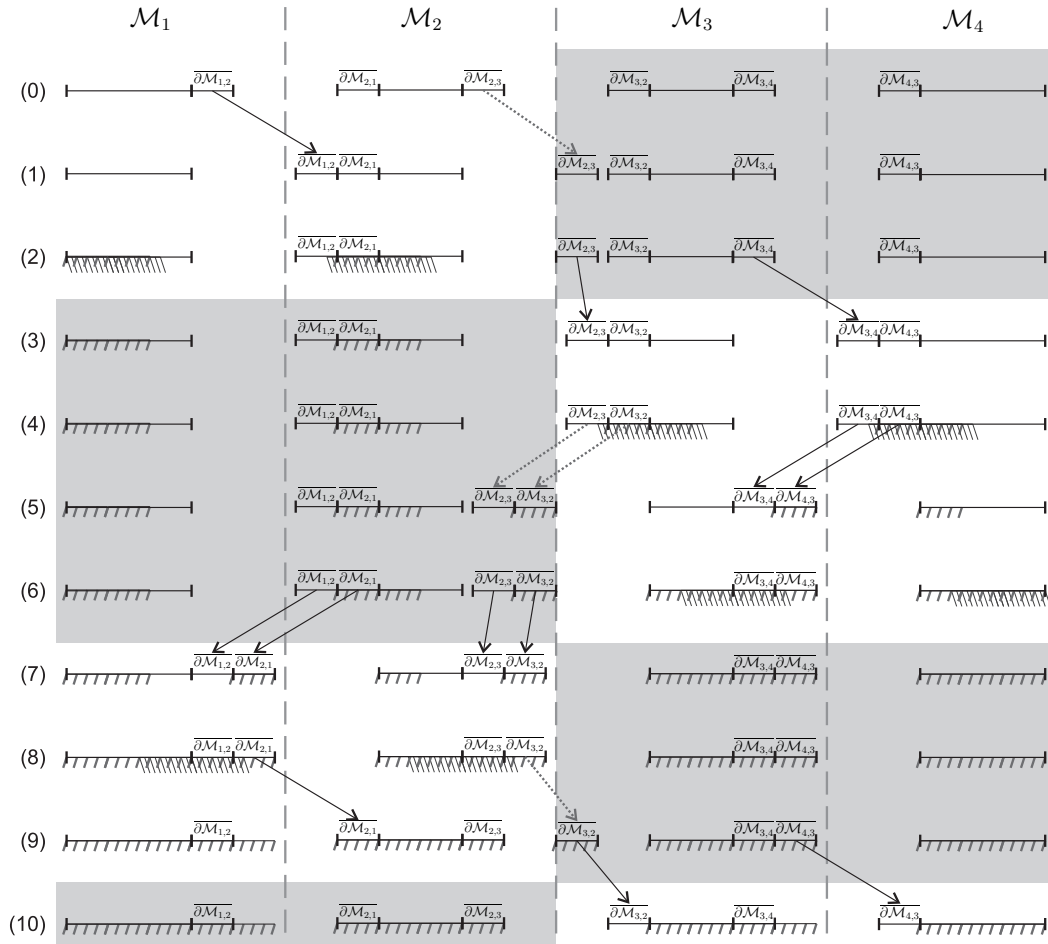 ℳ₁ ℳ₂ ℳ₃ ℳ₄
(0) ∂ℳ₁,₂ ∂ℳ₂,₁ ∂ℳ₂,₃ ∂ℳ₃,₂ ∂ℳ₃,₄ ∂ℳ₄,₃
(1) ∂ℳ₁,₂ ∂ℳ₂,₁ ∂ℳ₂,₃ ∂ℳ₃,₂ ∂ℳ₃,₄ ∂ℳ₄,₃
(2) ∂ℳ₁,₂ ∂ℳ₂,₁ ∂ℳ₂,₃ ∂ℳ₃,₂ ∂ℳ₃,₄ ∂ℳ₄,₃
(3) ∂ℳ₁,₂ ∂ℳ₂,₁ ∂ℳ₂,₃ ∂ℳ₃,₂ ∂ℳ₃,₄ ∂ℳ₄,₃
(4) ∂ℳ₁,₂ ∂ℳ₂,₁ ∂ℳ₂,₃ ∂ℳ₃,₂ ∂ℳ₃,₄ ∂ℳ₄,₃
(5) ∂ℳ₁,₂ ∂ℳ₂,₁ ∂ℳ₂,₃ ∂ℳ₃,₂ ∂ℳ₃,₄ ∂ℳ₄,₃
(6) ∂ℳ₁,₂ ∂ℳ₂,₁ ∂ℳ₂,₃ ∂ℳ₃,₂ ∂ℳ₃,₄ ∂ℳ₄,₃
(7) ∂ℳ₁,₂ ∂ℳ₂,₁ ∂ℳ₂,₃ ∂ℳ₃,₂ ∂ℳ₃,₄ ∂ℳ₄,₃
(8) ∂ℳ₁,₂ ∂ℳ₂,₁ ∂ℳ₂,₃ ∂ℳ₃,₂ ∂ℳ₃,₄ ∂ℳ₄,₃
(9) ∂ℳ₁,₂ ∂ℳ₂,₁ ∂ℳ₂,₃ ∂ℳ₃,₂ ∂ℳ₃,₄ ∂ℳ₄,₃
(10) ∂ℳ₁,₂ ∂ℳ₂,₁ ∂ℳ₂,₃ ∂ℳ₃,₂ ∂ℳ₃,₄ ∂ℳ₄,₃